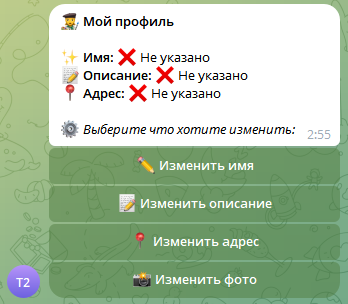 👨‍🎨 Мой профиль
✨ Имя: ❌ Не указано
📝 Описание: ❌ Не указано
📍 Адрес: ❌ Не указано
⚙️ Выберите что хотите изменить:
2:55
✏️ Изменить имя
📝 Изменить описание
📍 Изменить адрес
📸 Изменить фото
T2